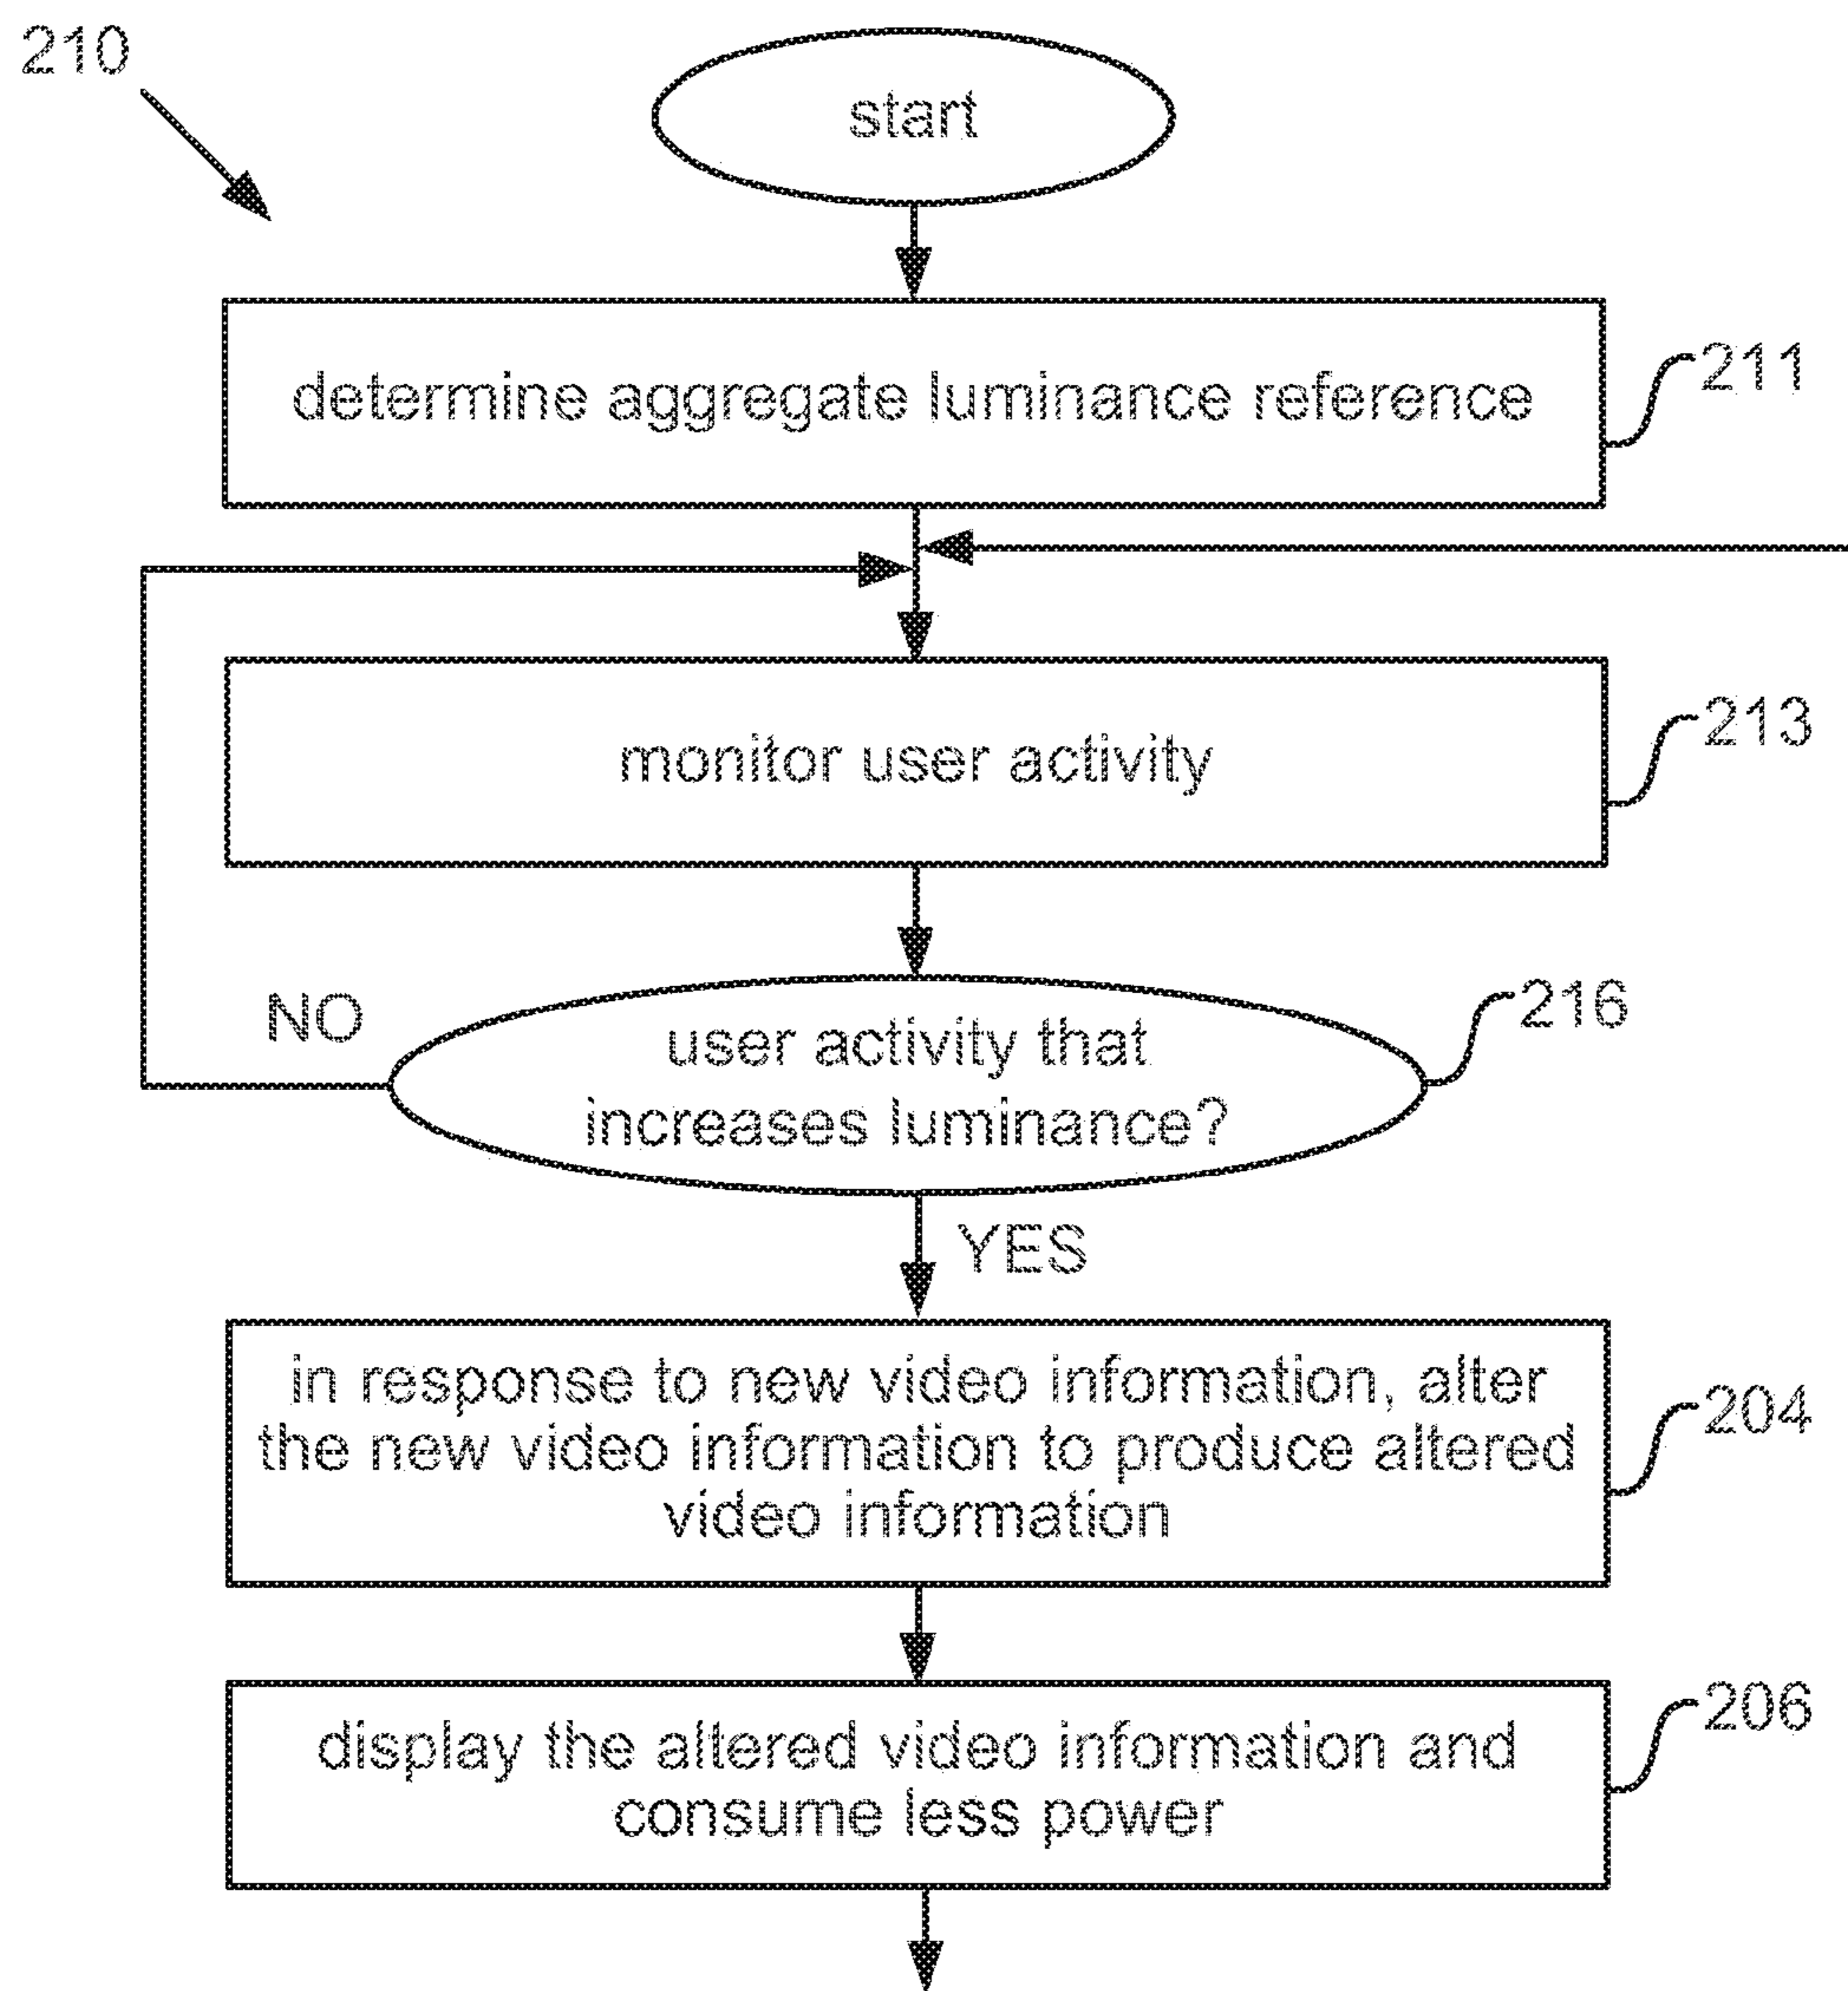 210
start
determine aggregate luminance reference
211
monitor user activity
213
NO
user activity that
increases luminance?
216
YES
in response to new video information, alter
the new video information to produce altered
video information
204
display the altered video information and
consume less power
206